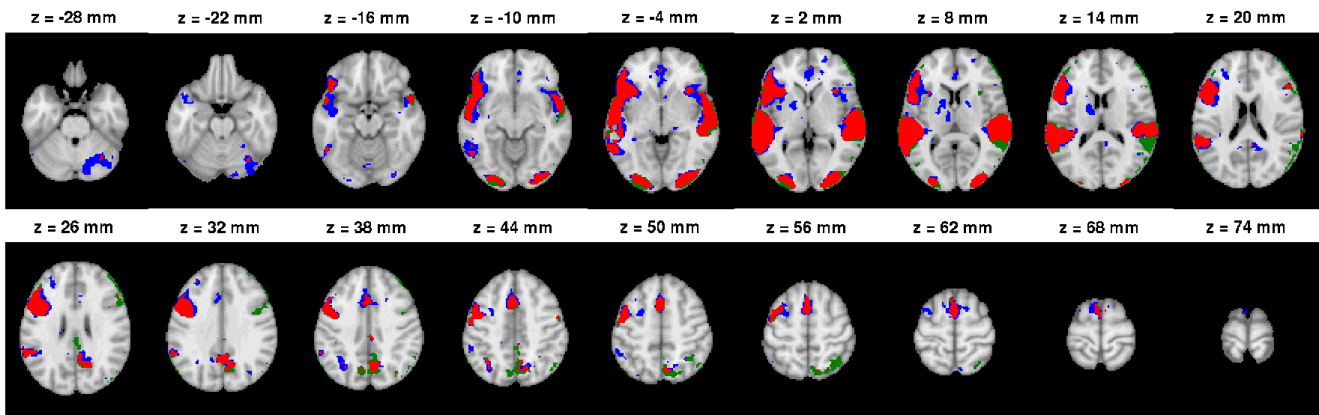 z = -28 mm z = -22 mm z = -16 mm z = -10 mm z = -4 mm z = 2 mm z = 8 mm z = 14 mm z = 20 mm
z = 26 mm z = 32 mm z = 38 mm z = 44 mm z = 50 mm z = 56 mm z = 62 mm z = 68 mm z = 74 mm